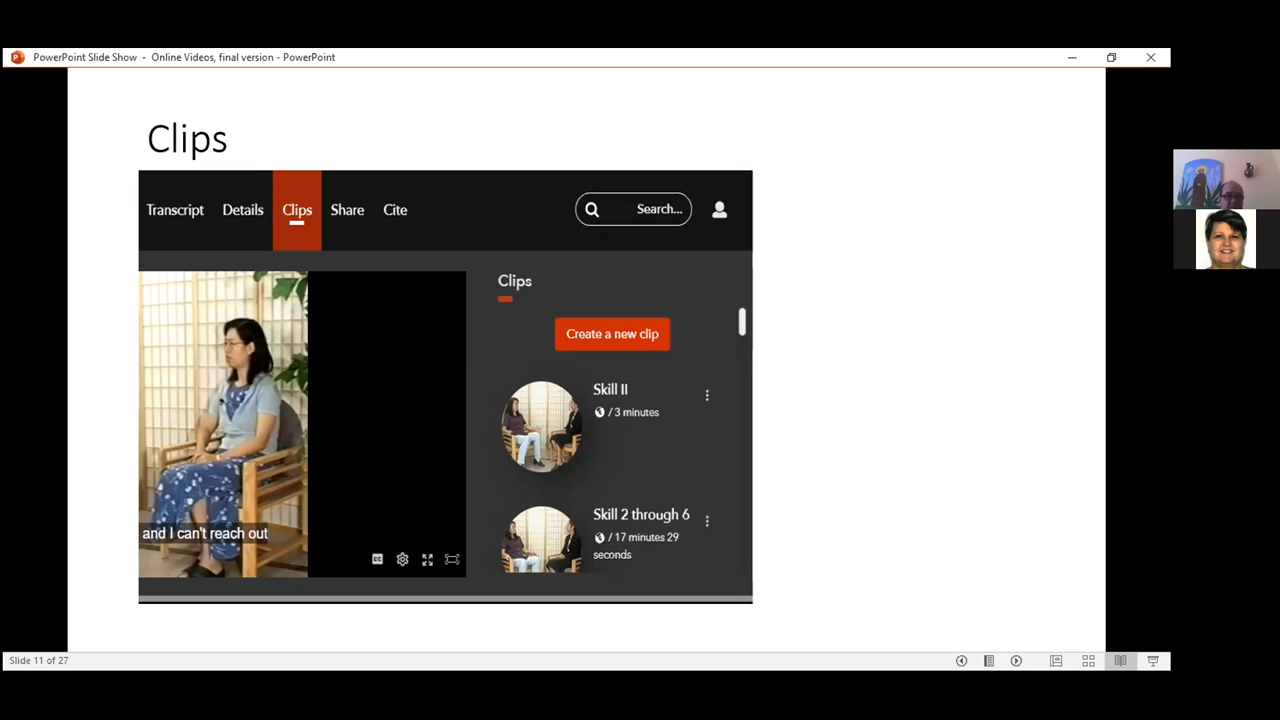 PowerPoint Slide Show - Online Videos, final version - PowerPoint
Clips
Transcript Details Clips Share Cite Search...
Clips
Create a new clip
Skill II
/ 3 minutes
Skill 2 through 6
/ 17 minutes 29
seconds
and I can't reach out
CC
Slide 11 of 27